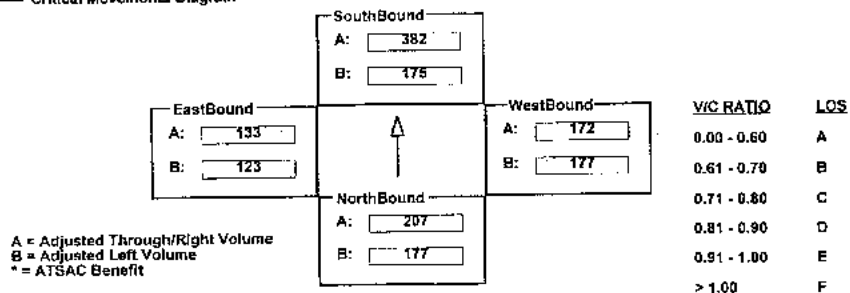 SouthBound
A: 382
B: 175
EastBound
A: 133
B: 123
WestBound
A: 172
B: 177
NorthBound
A: 207
B: 177
A = Adjusted Through/Right Volume
B = Adjusted Left Volume
* = ATSAC Benefit
V/C RATIO LOS
0.00 - 0.60 A
0.61 - 0.70 B
0.71 - 0.80 C
0.81 - 0.90 D
0.91 - 1.00 E
> 1.00 F